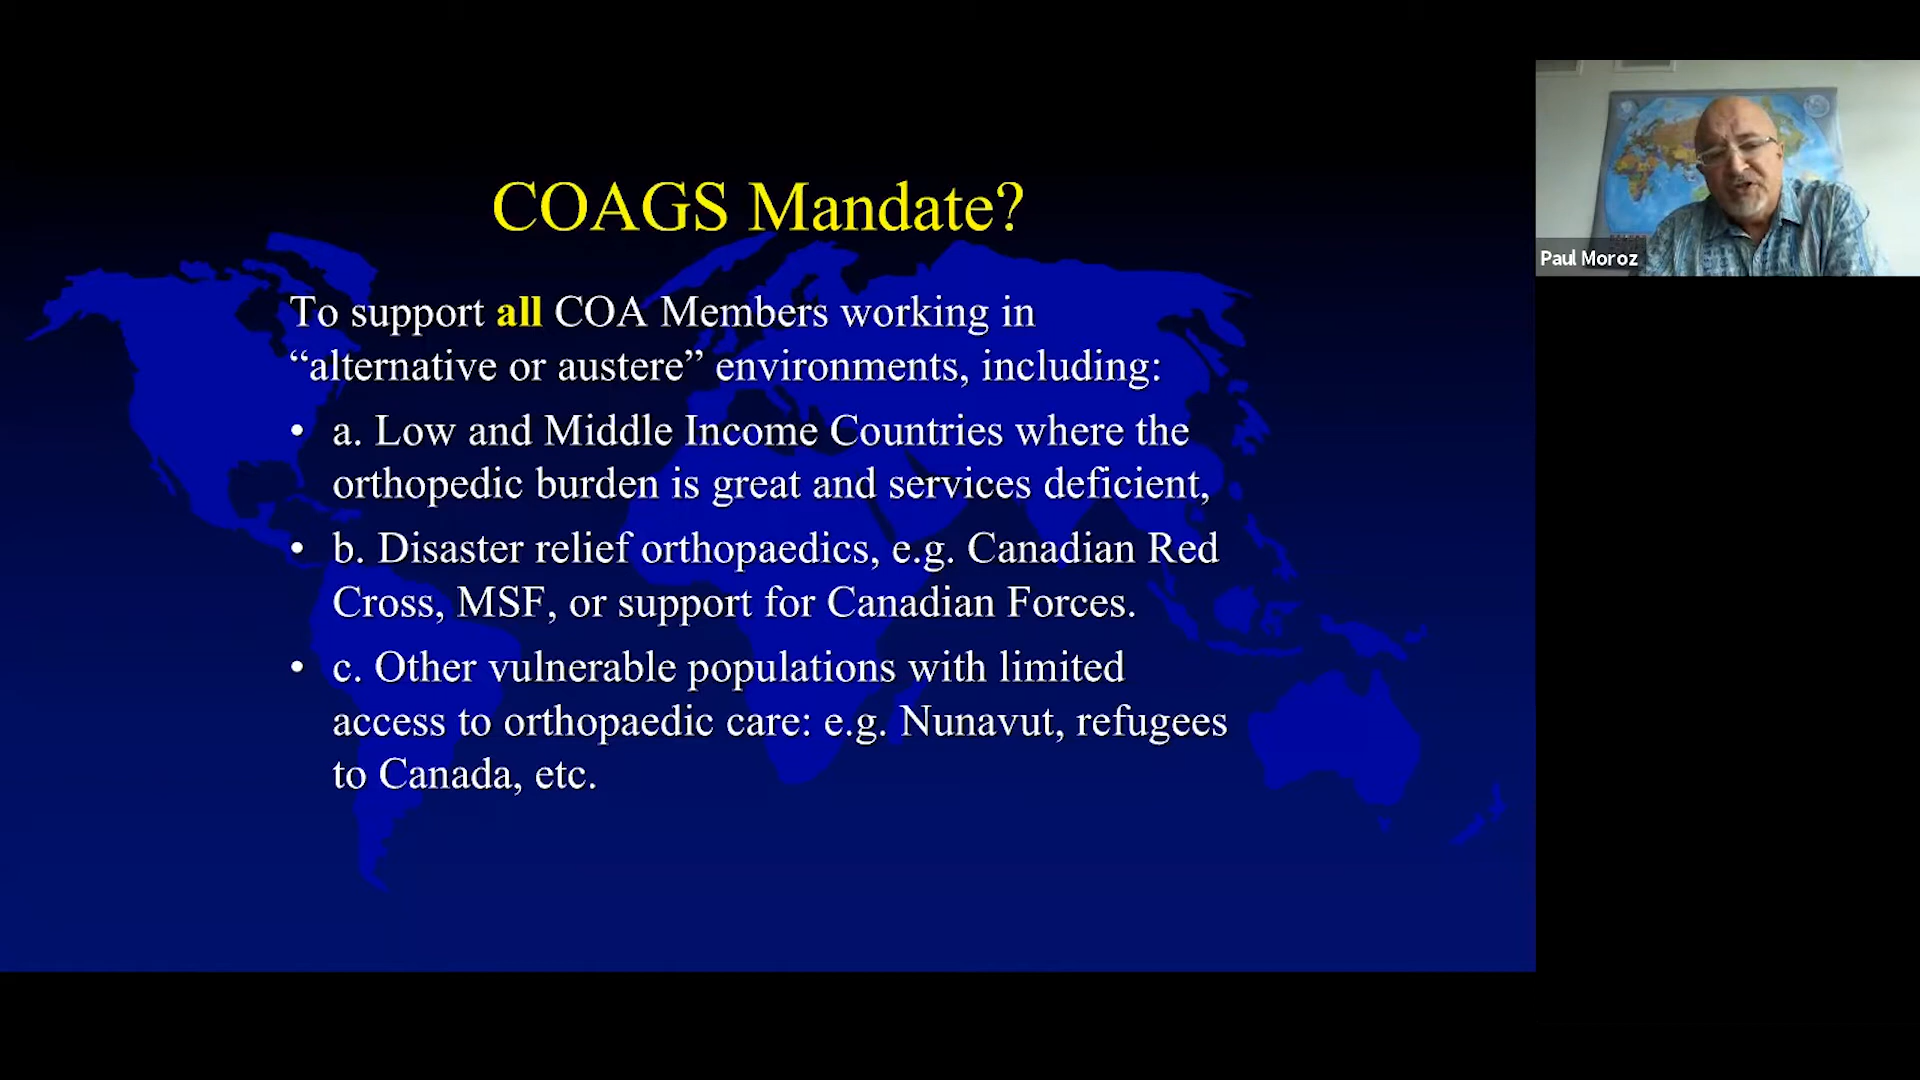 COAGS Mandate?
To support all COA Members working in
“alternative or austere” environments, including:
• a. Low and Middle Income Countries where the
orthopedic burden is great and services deficient,
• b. Disaster relief orthopaedics, e.g. Canadian Red
Cross, MSF, or support for Canadian Forces.
• c. Other vulnerable populations with limited
access to orthopaedic care: e.g. Nunavut, refugees
to Canada, etc.
Paul Moroz